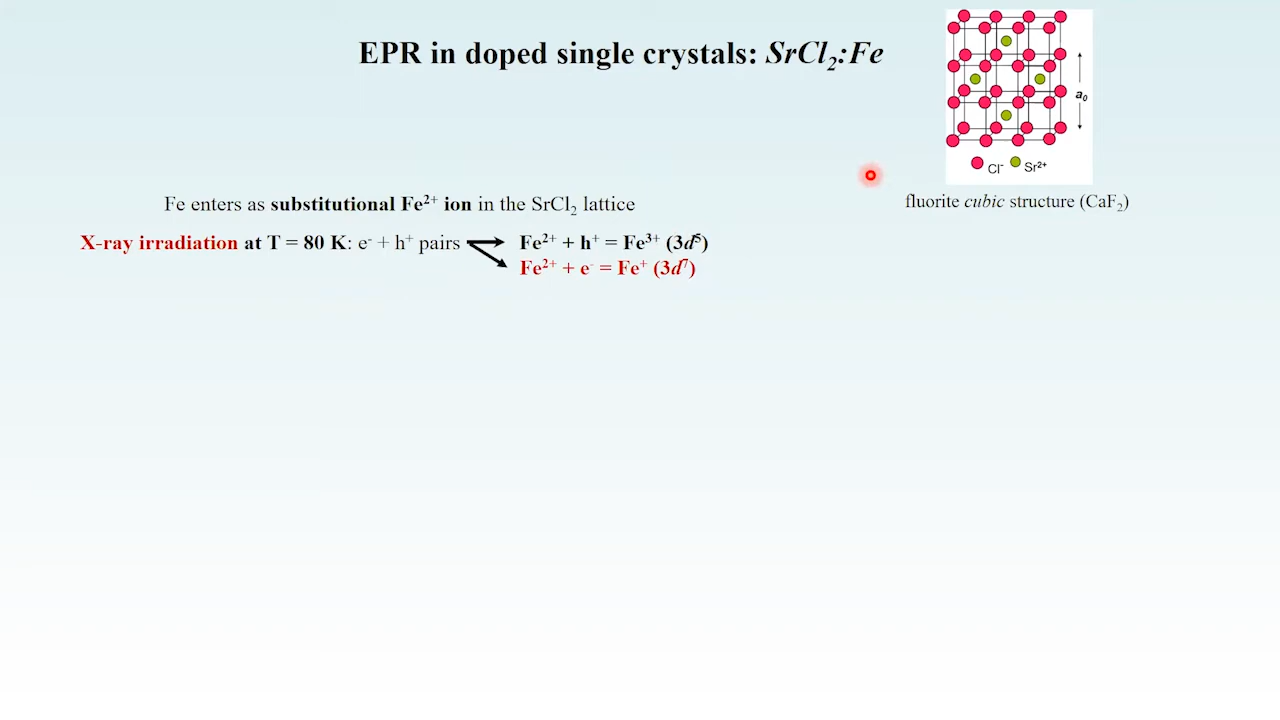 EPR in doped single crystals: SrCl₂:Fe
a₀
Cl⁻ Sr²⁺
fluorite cubic structure (CaF₂)
Fe enters as substitutional Fe²⁺ ion in the SrCl₂ lattice
X-ray irradiation at T = 80 K: e⁻ + h⁺ pairs
Fe²⁺ + h⁺ = Fe³⁺ (3d⁵)
Fe²⁺ + e⁻ = Fe⁺ (3d⁷)